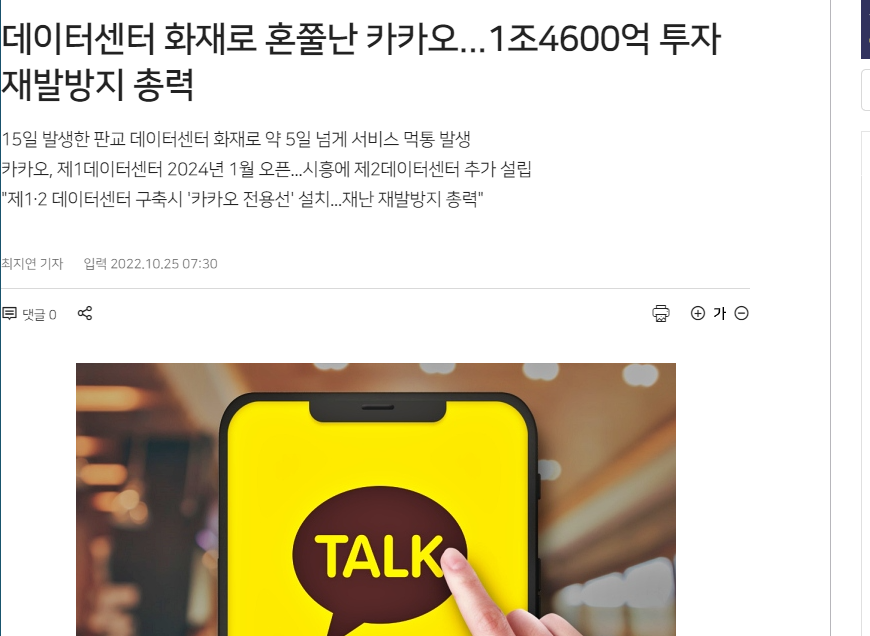 데이터센터 화재로 혼쭐난 카카오...1조4600억 투자
재발방지 총력
15일 발생한 판교 데이터센터 화재로 약 5일 넘게 서비스 먹통 발생
카카오, 제1데이터센터 2024년 1월 오픈...시흥에 제2데이터센터 추가 설립
"제1·2 데이터센터 구축시 '카카오 전용선' 설치...재난 재발방지 총력"
최지연 기자 입력 2022.10.25 07:30
댓글 0 가
TALK